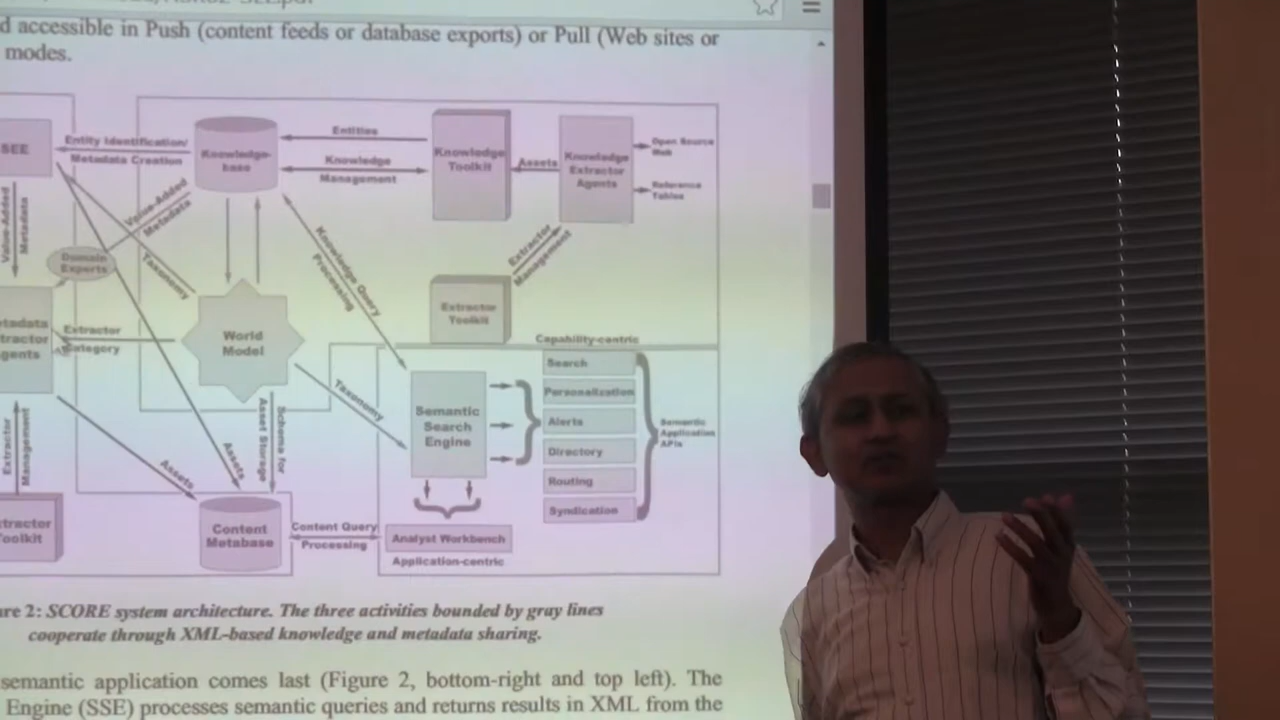 d accessible in Push (content feeds or database exports) or Pull (Web sites or
modes.
SEE
Entity Identification/
Metadata Creation
Knowledge-
base
Entities
Knowledge
Management
Knowledge
Toolkit
Assets
Knowledge
Extractor
Agents
Open Source
Web
Reference
Tables
Value-Added
Metadata
Value-Added
Metadata
Domain
Experts
Taxonomy
Knowledge Query
Processing
Extractor
Management
Extractor
Toolkit
tadata
tractor
gents
Extractor
Category
World
Model
Taxonomy
Capability-centric
Semantic
Search
Engine
Search
Personalization
Alerts
Directory
Routing
Syndication
Semantic
Application
APIs
Extractor
Management
Assets
Assets
Asset Storage
Schema for
tractor
oolkit
Content
Metabase
Content Query
Processing
Analyst Workbench
Application-centric
re 2: SCORE system architecture. The three activities bounded by gray lines
cooperate through XML-based knowledge and metadata sharing.
semantic application comes last (Figure 2, bottom-right and top left). The
Engine (SSE) processes semantic queries and returns results in XML from the